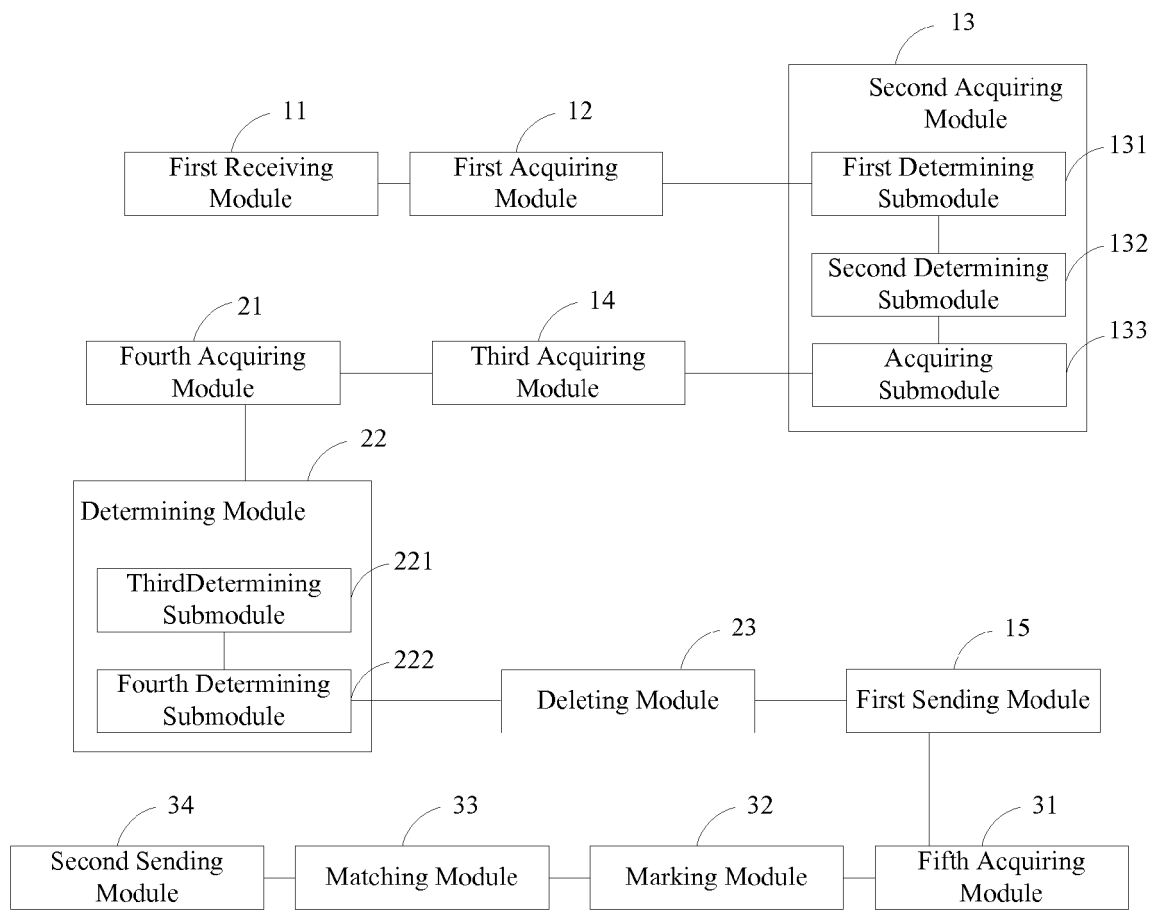 13
Second Acquiring
Module
11
12
131
First Receiving
Module
First Acquiring
Module
First Determining
Submodule
132
Second Determining
Submodule
21
14
133
Fourth Acquiring
Module
Third Acquiring
Module
Acquiring
Submodule
22
Determining Module
221
ThirdDetermining
Submodule
222
Fourth Determining
Submodule
23
15
Deleting Module
First Sending Module
34
33
32
31
Second Sending
Module
Matching Module
Marking Module
Fifth Acquiring
Module